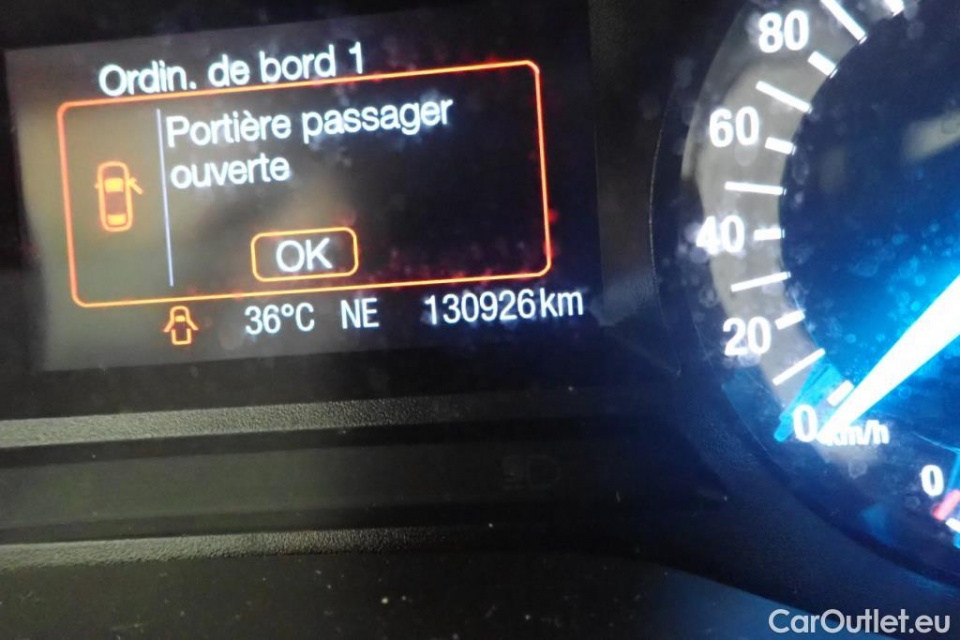 Ordin. de bord 1
Portière passager
ouverte
OK
36°C NE 130926km
80
60
40
20
0
km/h
0
CarOutlet.eu